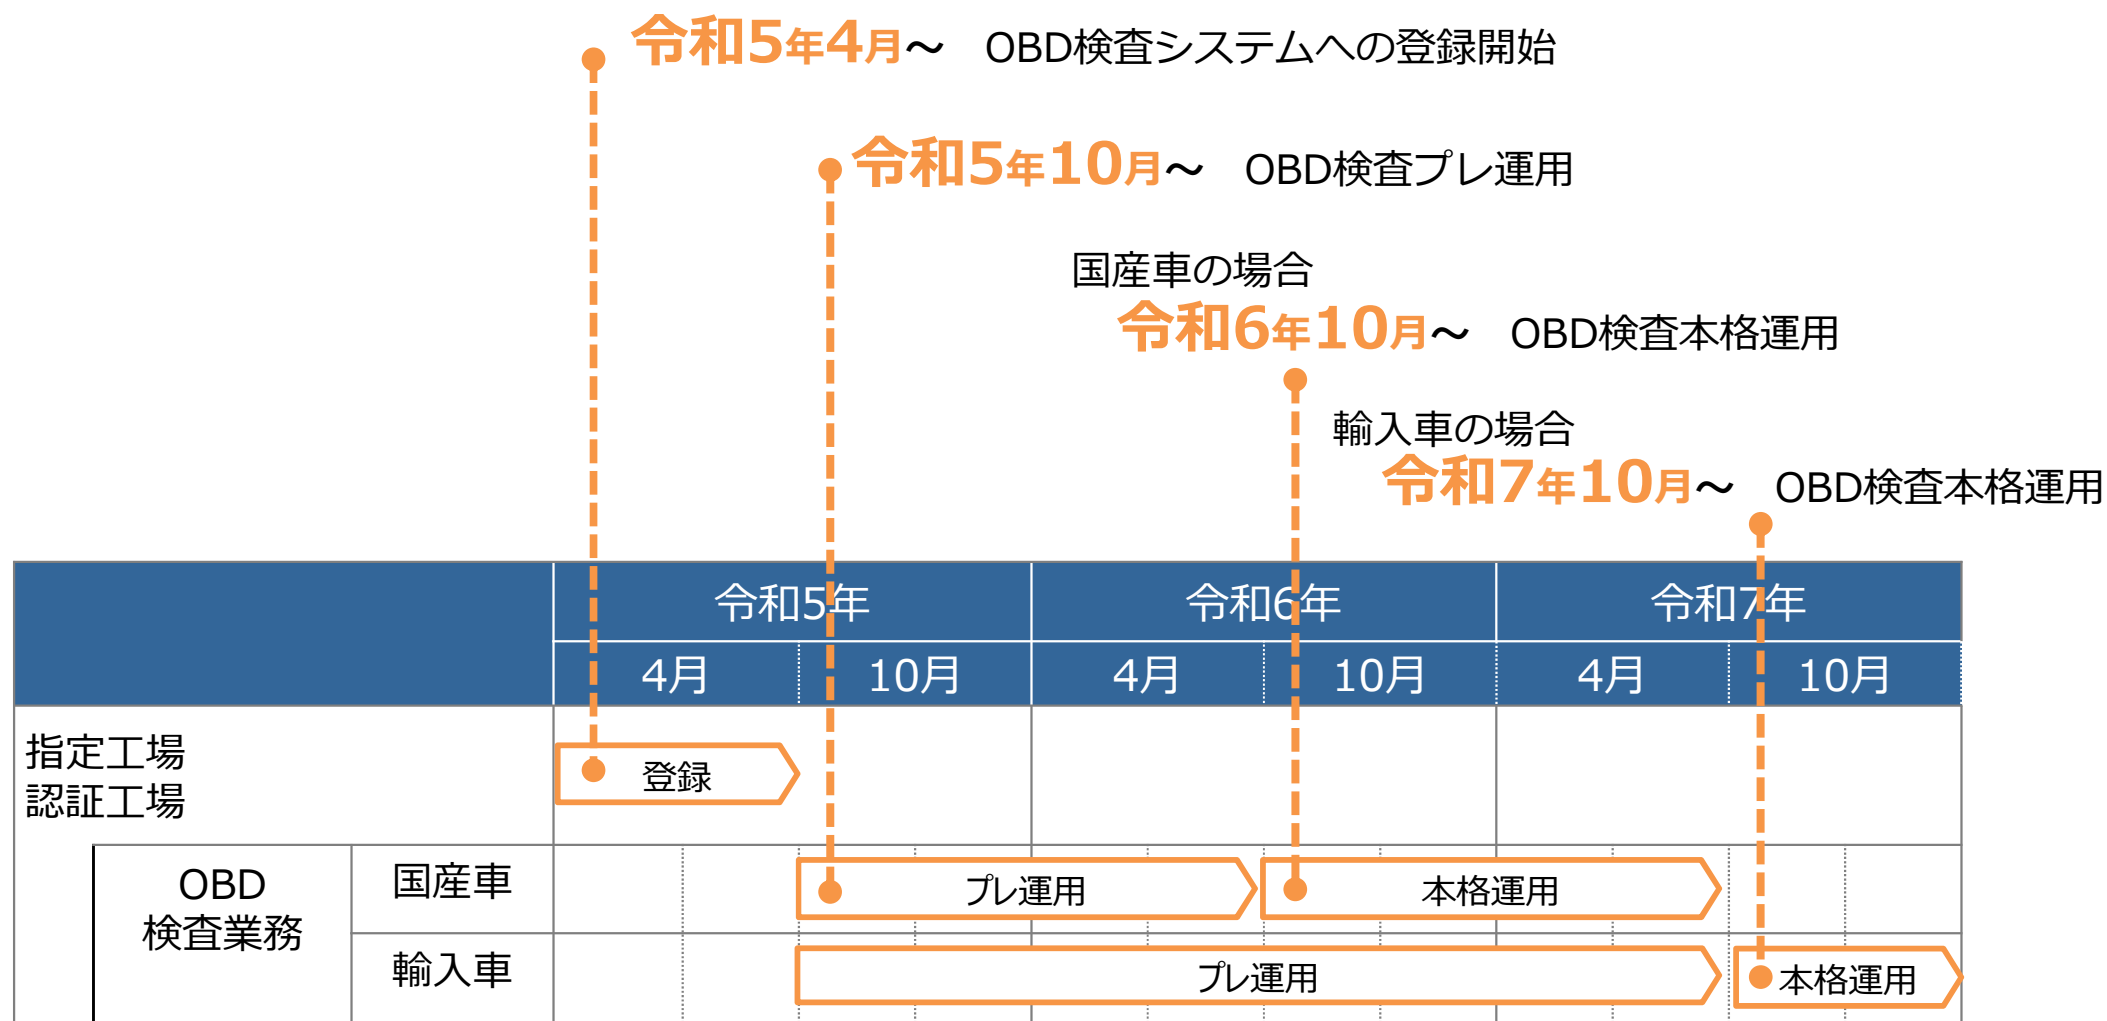 令和5年4月～ OBD検査システムへの登録開始
令和5年10月～ OBD検査プレ運用
国産車の場合
令和6年10月～ OBD検査本格運用
輸入車の場合
令和7年10月～ OBD検査本格運用
令和5年 令和6年 令和7年
4月 10月 4月 10月 4月 10月
指定工場
認証工場
登録
OBD
検査業務
国産車
プレ運用 本格運用
輸入車
プレ運用 本格運用